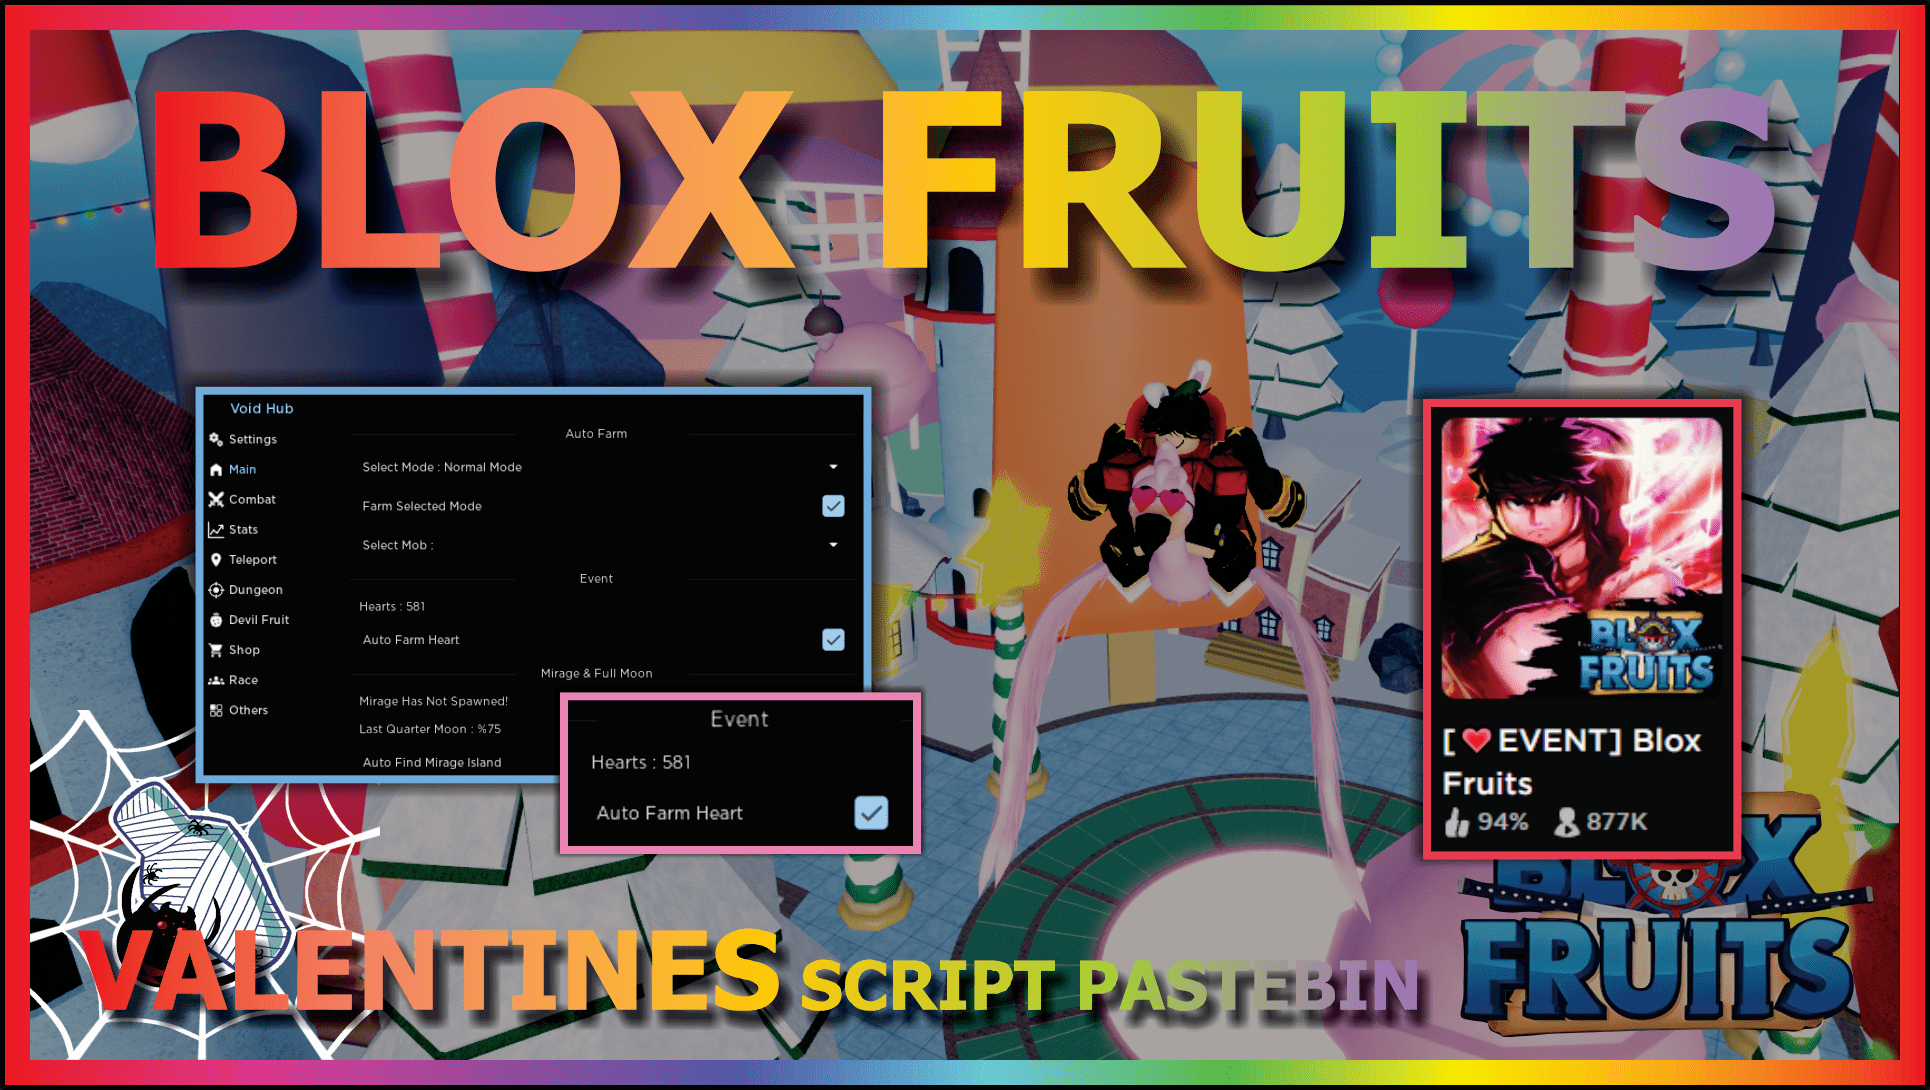 BLOX FRUITS
Void Hub
Settings
Main
Combat
Stats
Teleport
Dungeon
Devil Fruit
Shop
Race
Others
Auto Farm
Select Mode : Normal Mode
Farm Selected Mode
Select Mob :
Event
Hearts : 581
Auto Farm Heart
Mirage & Full Moon
Mirage Has Not Spawned!
Last Quarter Moon : %75
Auto Find Mirage Island
Event
Hearts : 581
Auto Farm Heart
BLOX
FRUITS
[❤️EVENT] Blox
Fruits
94% 877K
BLOX
FRUITS
VALENTINES SCRIPT PASTEBIN